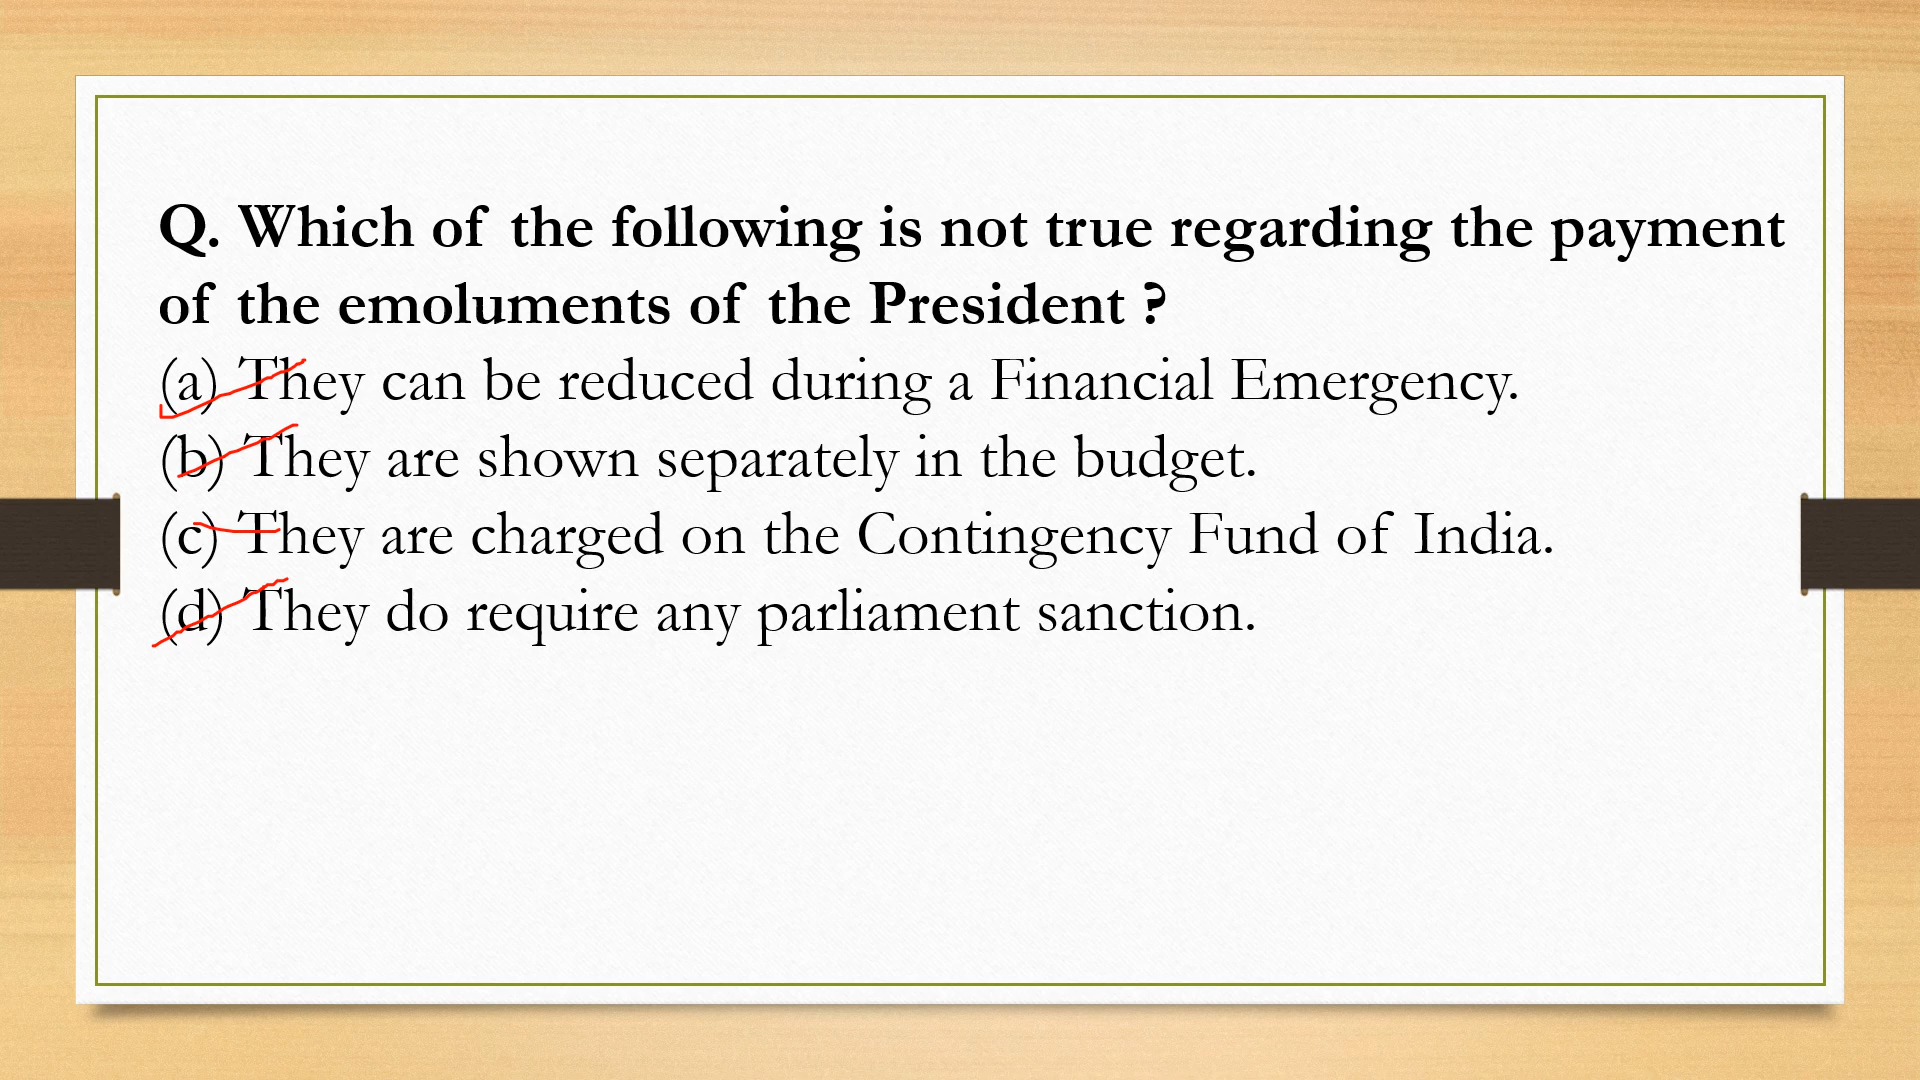 Q. Which of the following is not true regarding the payment
of the emoluments of the President ?
(a) They can be reduced during a Financial Emergency.
(b) They are shown separately in the budget.
(c) They are charged on the Contingency Fund of India.
(d) They do require any parliament sanction.